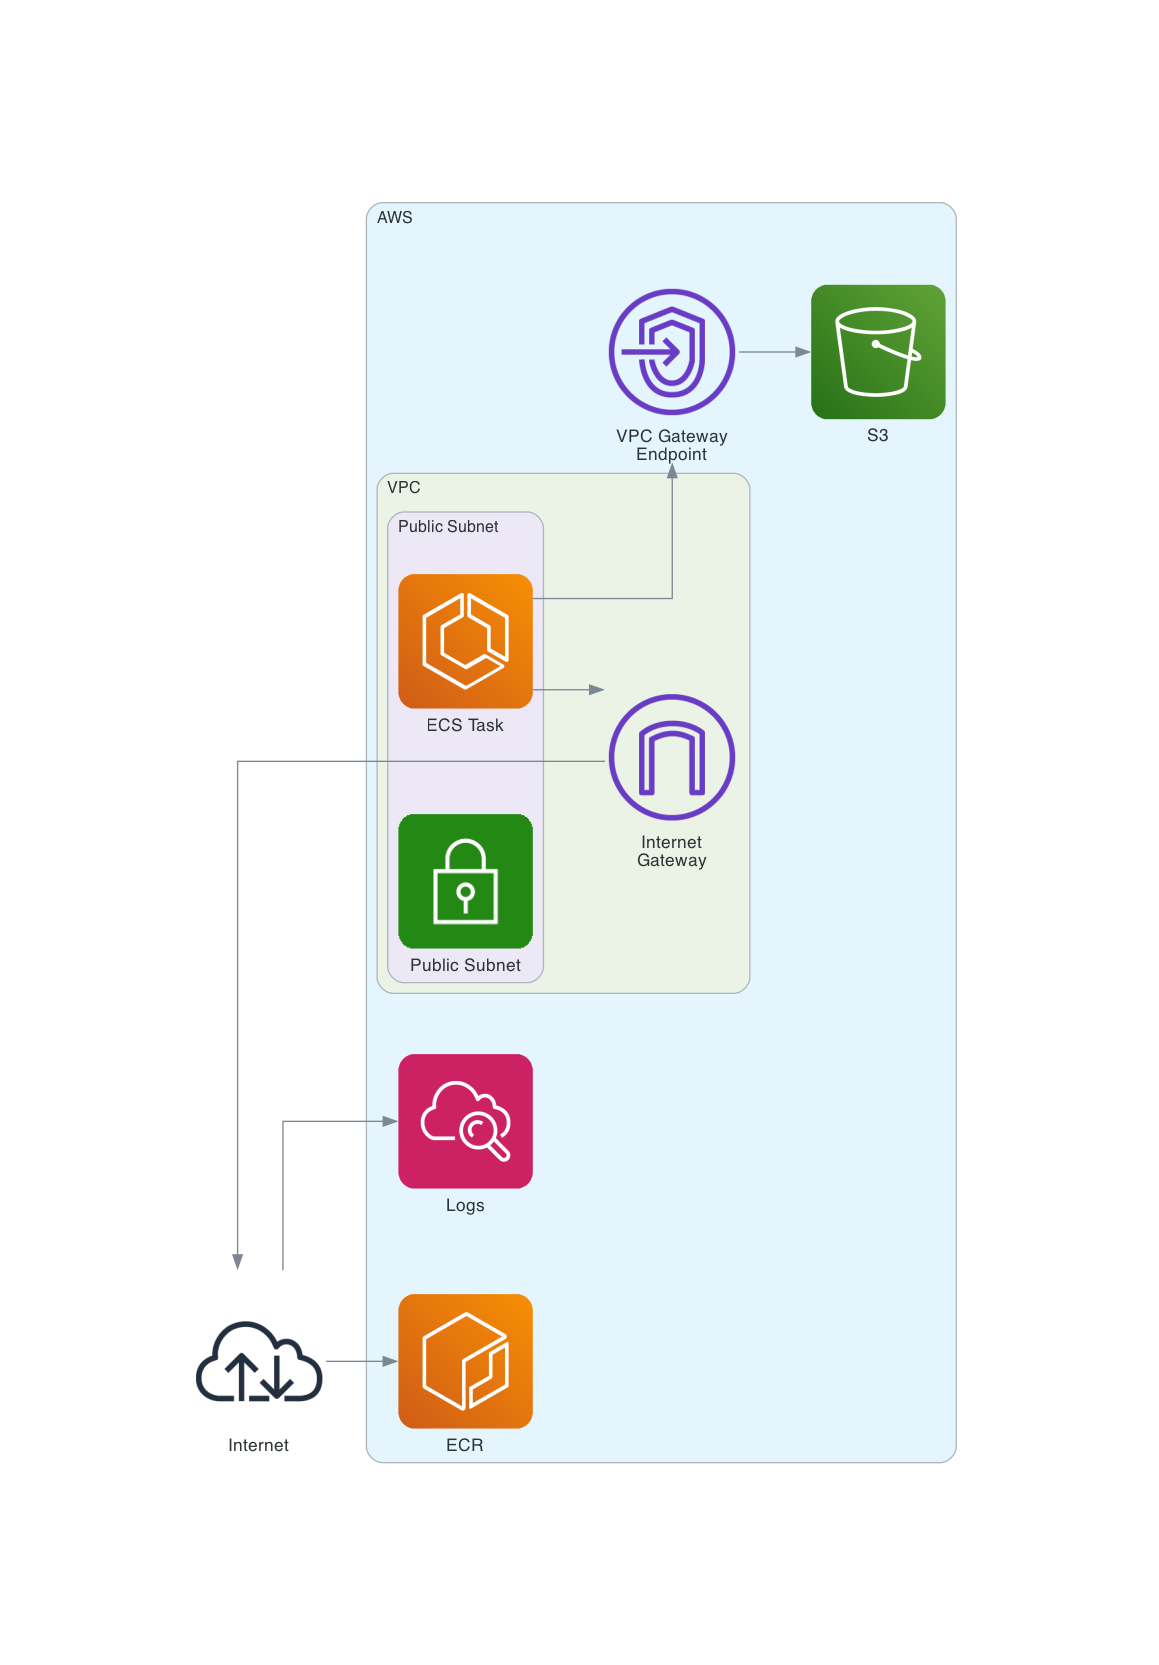 AWS
VPC Gateway
Endpoint
S3
VPC
Public Subnet
ECS Task
Internet
Gateway
Public Subnet
Logs
Internet
ECR